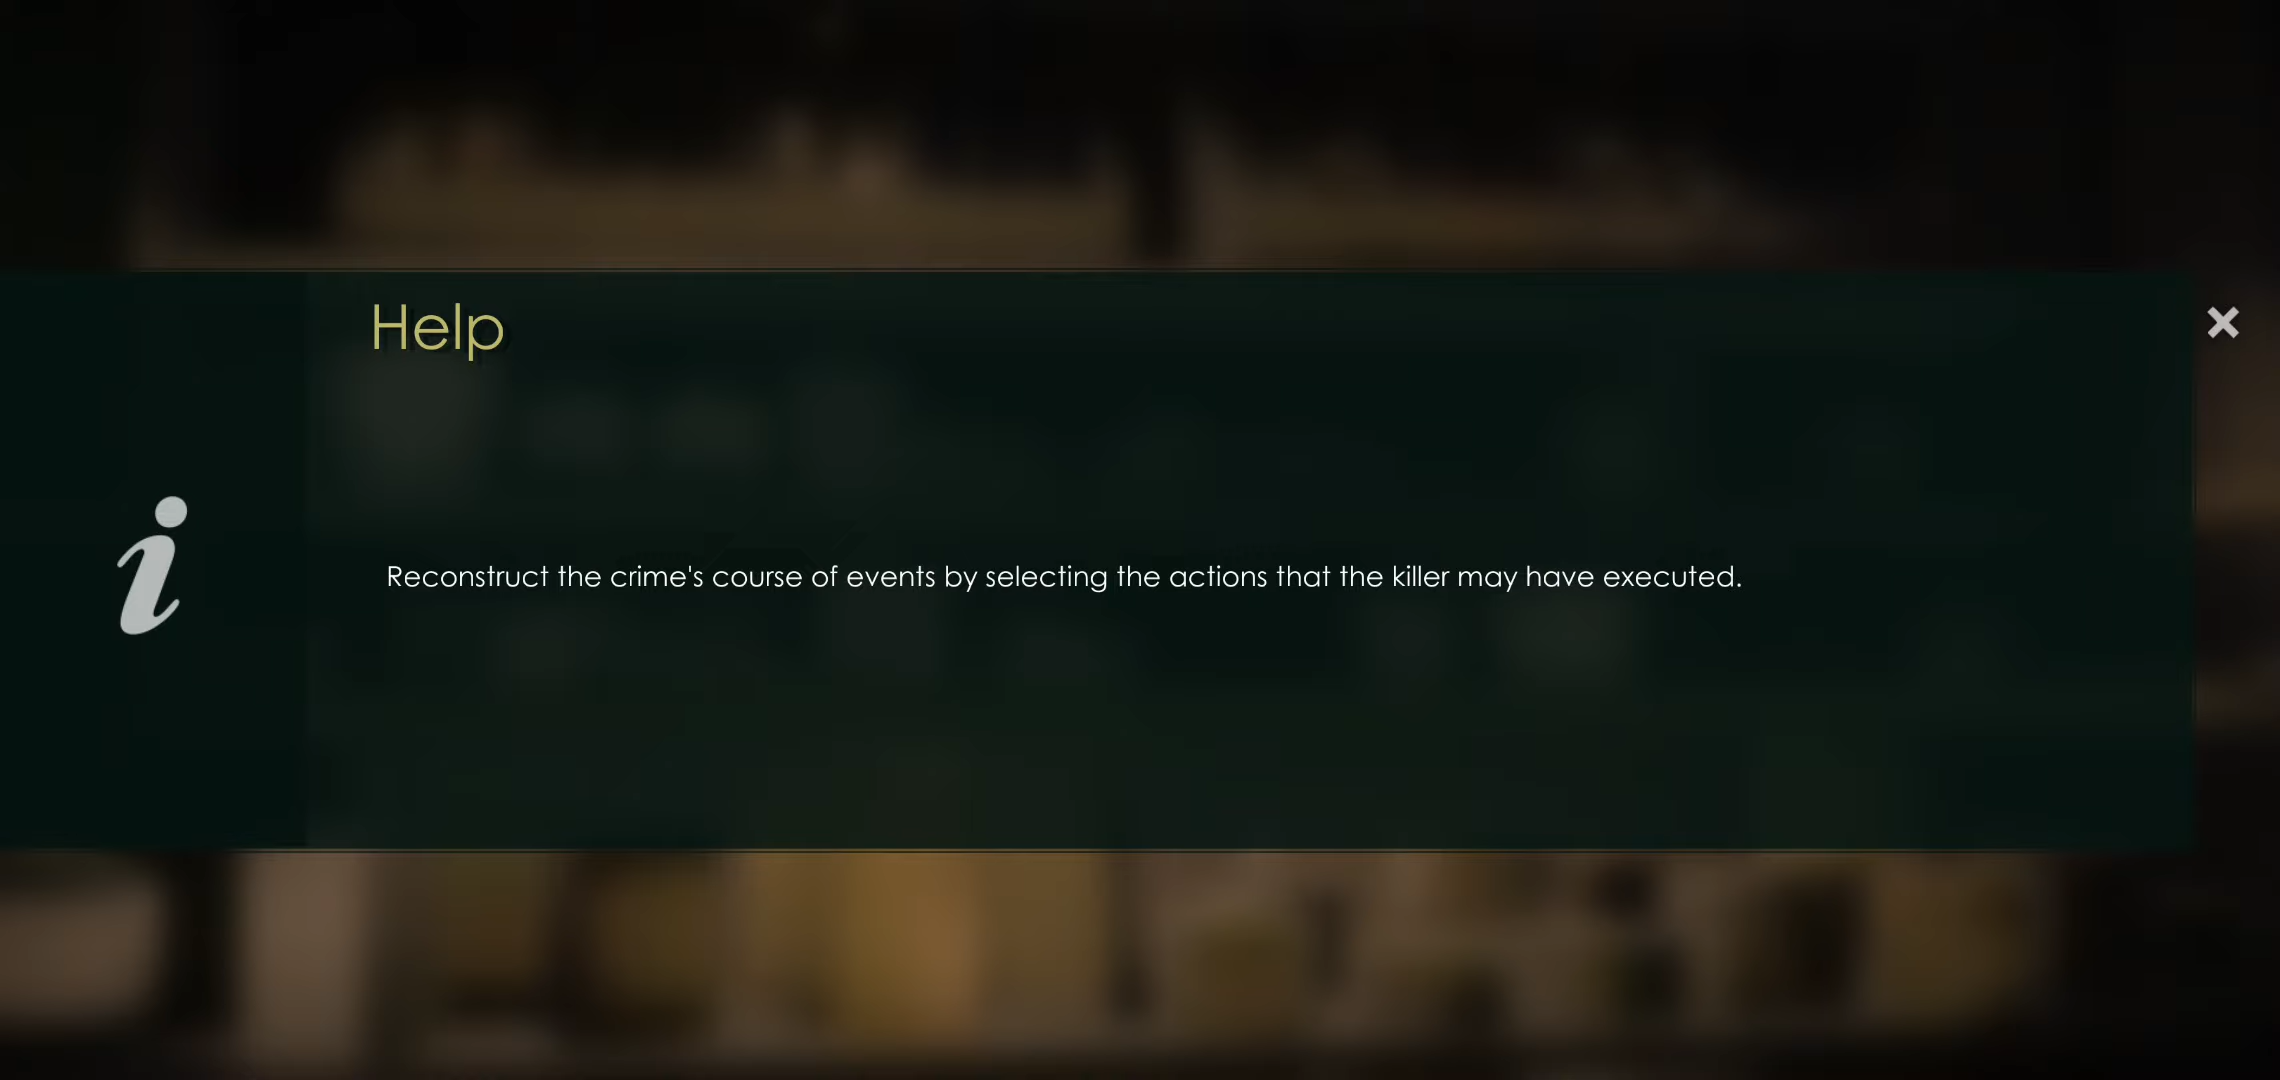 Help
Reconstruct the crime's course of events by selecting the actions that the killer may have executed.